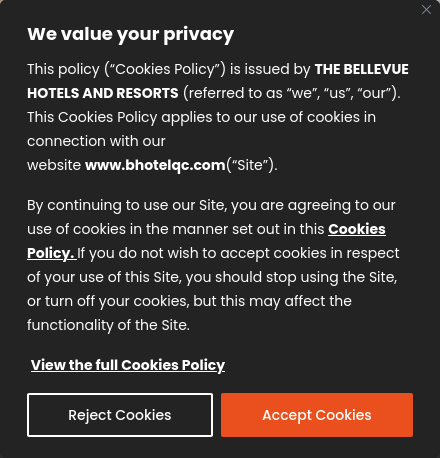 We value your privacy
This policy (“Cookies Policy”) is issued by THE BELLEVUE
HOTELS AND RESORTS (referred to as “we”, “us”, “our”).
This Cookies Policy applies to our use of cookies in
connection with our
website www.bhotelqc.com(“Site”).
By continuing to use our Site, you are agreeing to our
use of cookies in the manner set out in this Cookies
Policy. If you do not wish to accept cookies in respect
of your use of this Site, you should stop using the Site,
or turn off your cookies, but this may affect the
functionality of the Site.
View the full Cookies Policy
Reject Cookies
Accept Cookies